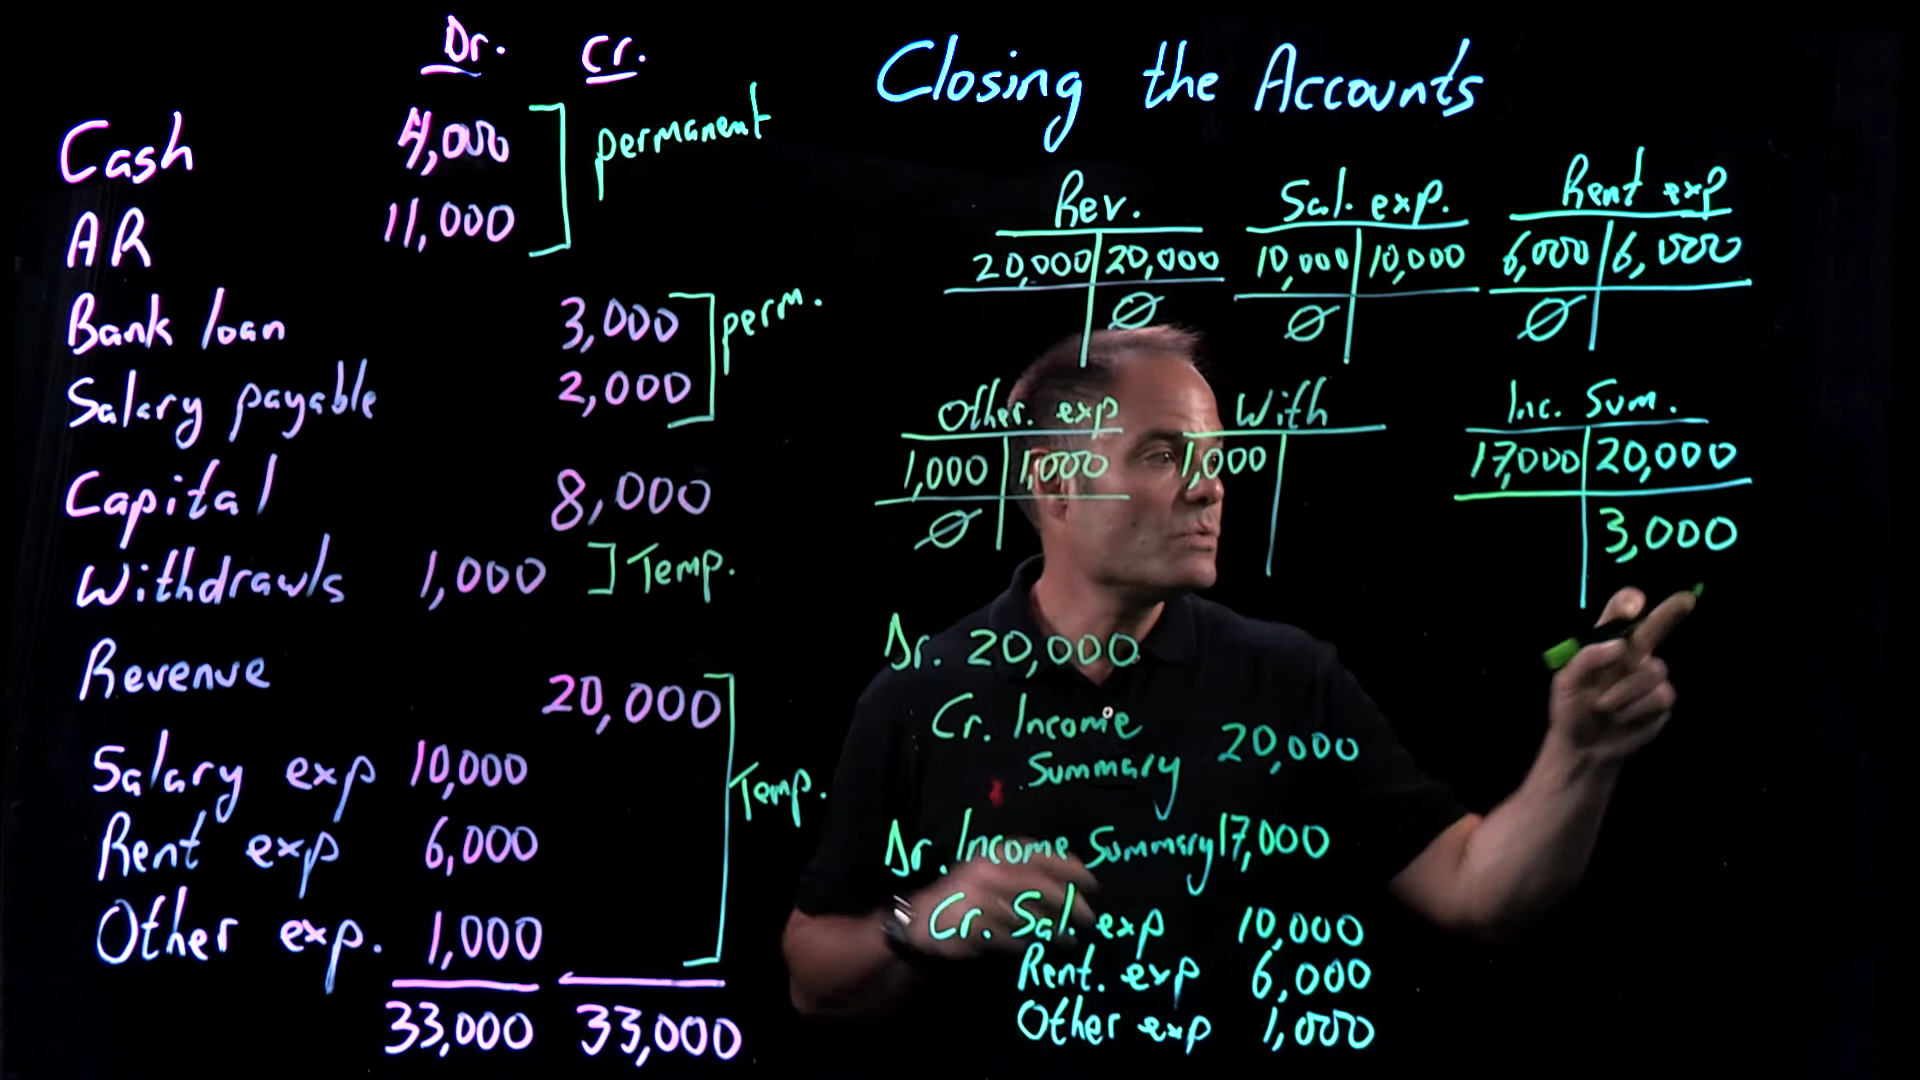 Dr. Cr.
Cash 4,000
AR 11,000
permanent
Bank loan 3,000
Salary payable 2,000
perm.
Capital 8,000
Withdrawls 1,000 Temp.
Revenue 20,000
Salary exp 10,000
Rent exp 6,000
Other exp. 1,000
Temp.
33,000 33,000
Closing the Accounts
Rev.
20,000 20,000
Ø
Sal. exp.
10,000 10,000
Ø
Rent exp
6,000 6,000
Ø
Other. exp
1,000 1,000
Ø
With
1,000
Inc. Sum.
17,000 20,000
3,000
Dr. 20,000
Cr. Income
Summary 20,000
Dr. Income Summary 17,000
Cr. Sal. exp 10,000
Rent. exp 6,000
Other exp 1,000